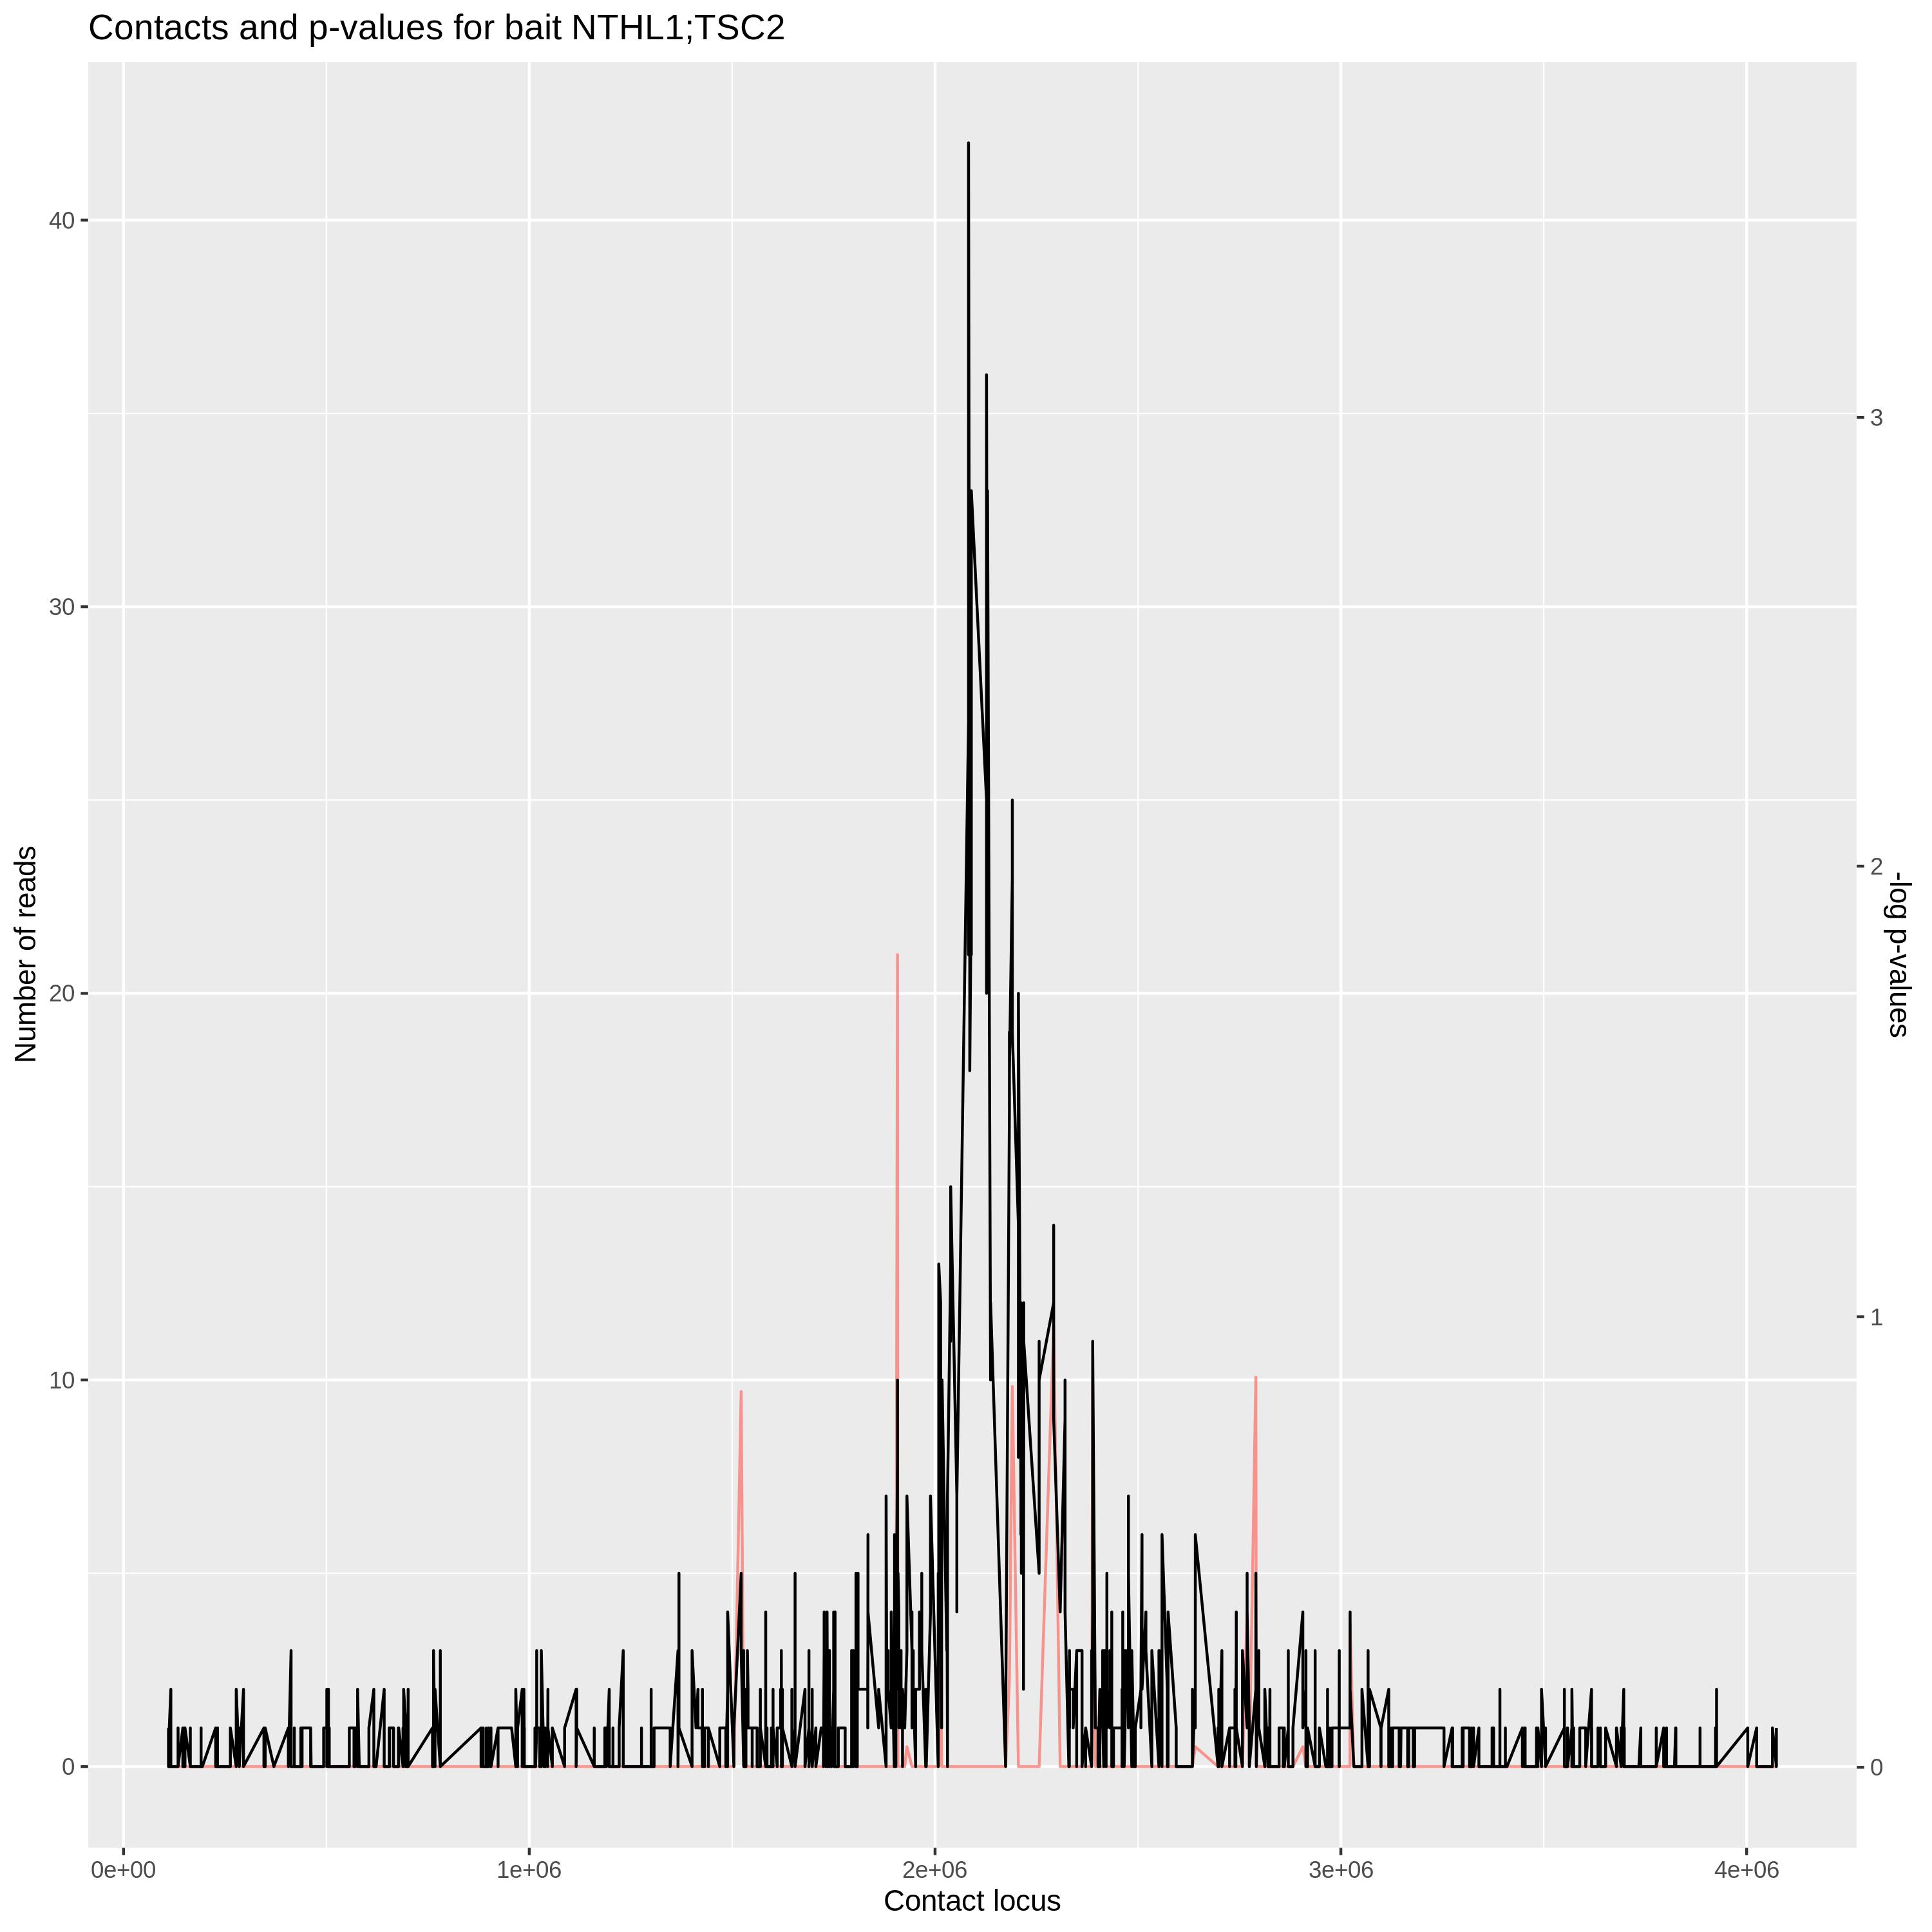 Contacts and p-values for bait NTHL1;TSC2
Number of reads
40
30
20
10
0
3
2
1
0
-log p-values
0e+00 1e+06 2e+06 3e+06 4e+06
Contact locus